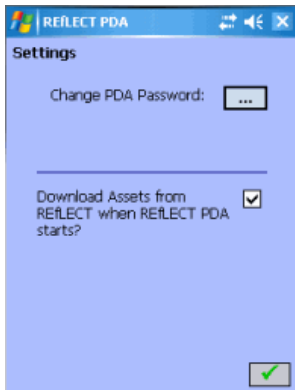 REfLECT PDA
Settings
Change PDA Password:
...
Download Assets from
REfLECT when REfLECT PDA
starts?